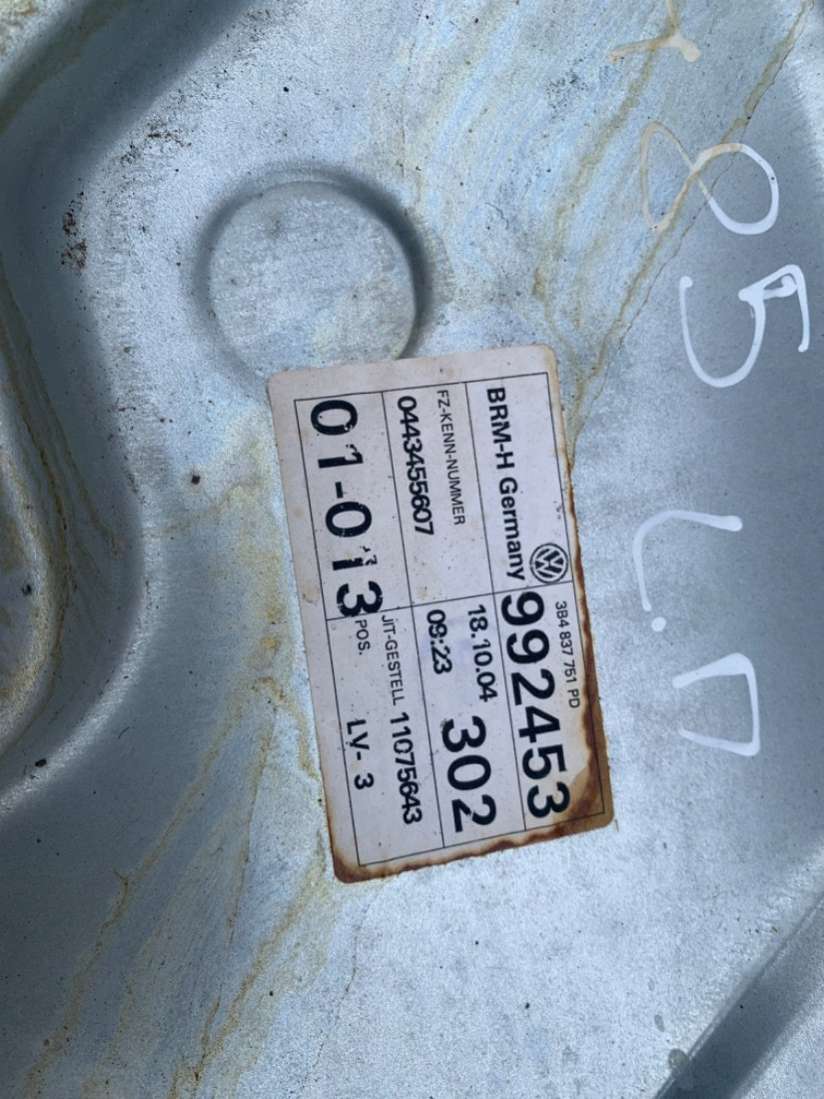 Y 85 L.D
3B4 837 751 PD
BRM-H Germany 992453
FZ-KENN-NUMMER
0443455607
18.10.04
09:23
302
01-013
JIT-GESTELL 11075643
POS. LV- 3